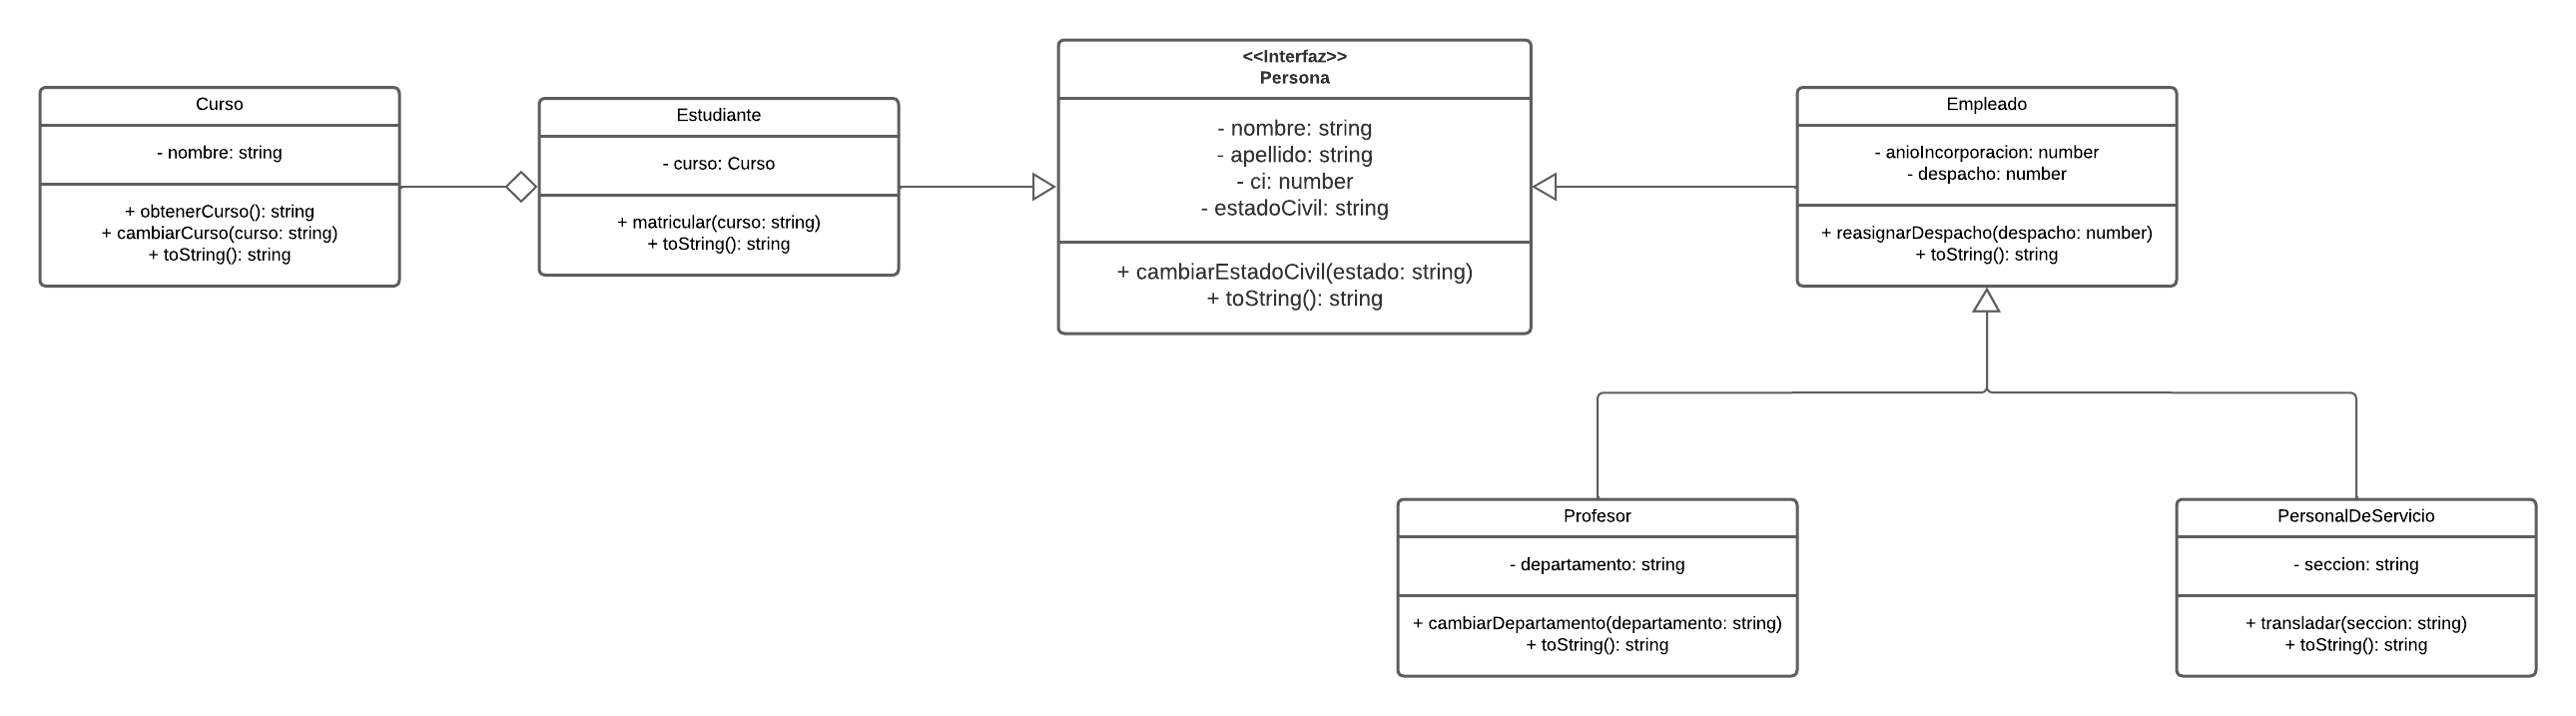 Curso
- nombre: string
+ obtenerCurso(): string
+ cambiarCurso(curso: string)
+ toString(): string
Estudiante
- curso: Curso
+ matricular(curso: string)
+ toString(): string
<<Interfaz>>
Persona
- nombre: string
- apellido: string
- ci: number
- estadoCivil: string
+ cambiarEstadoCivil(estado: string)
+ toString(): string
Empleado
- anioIncorporacion: number
- despacho: number
+ reasignarDespacho(despacho: number)
+ toString(): string
Profesor
- departamento: string
+ cambiarDepartamento(departamento: string)
+ toString(): string
PersonalDeServicio
- seccion: string
+ transladar(seccion: string)
+ toString(): string